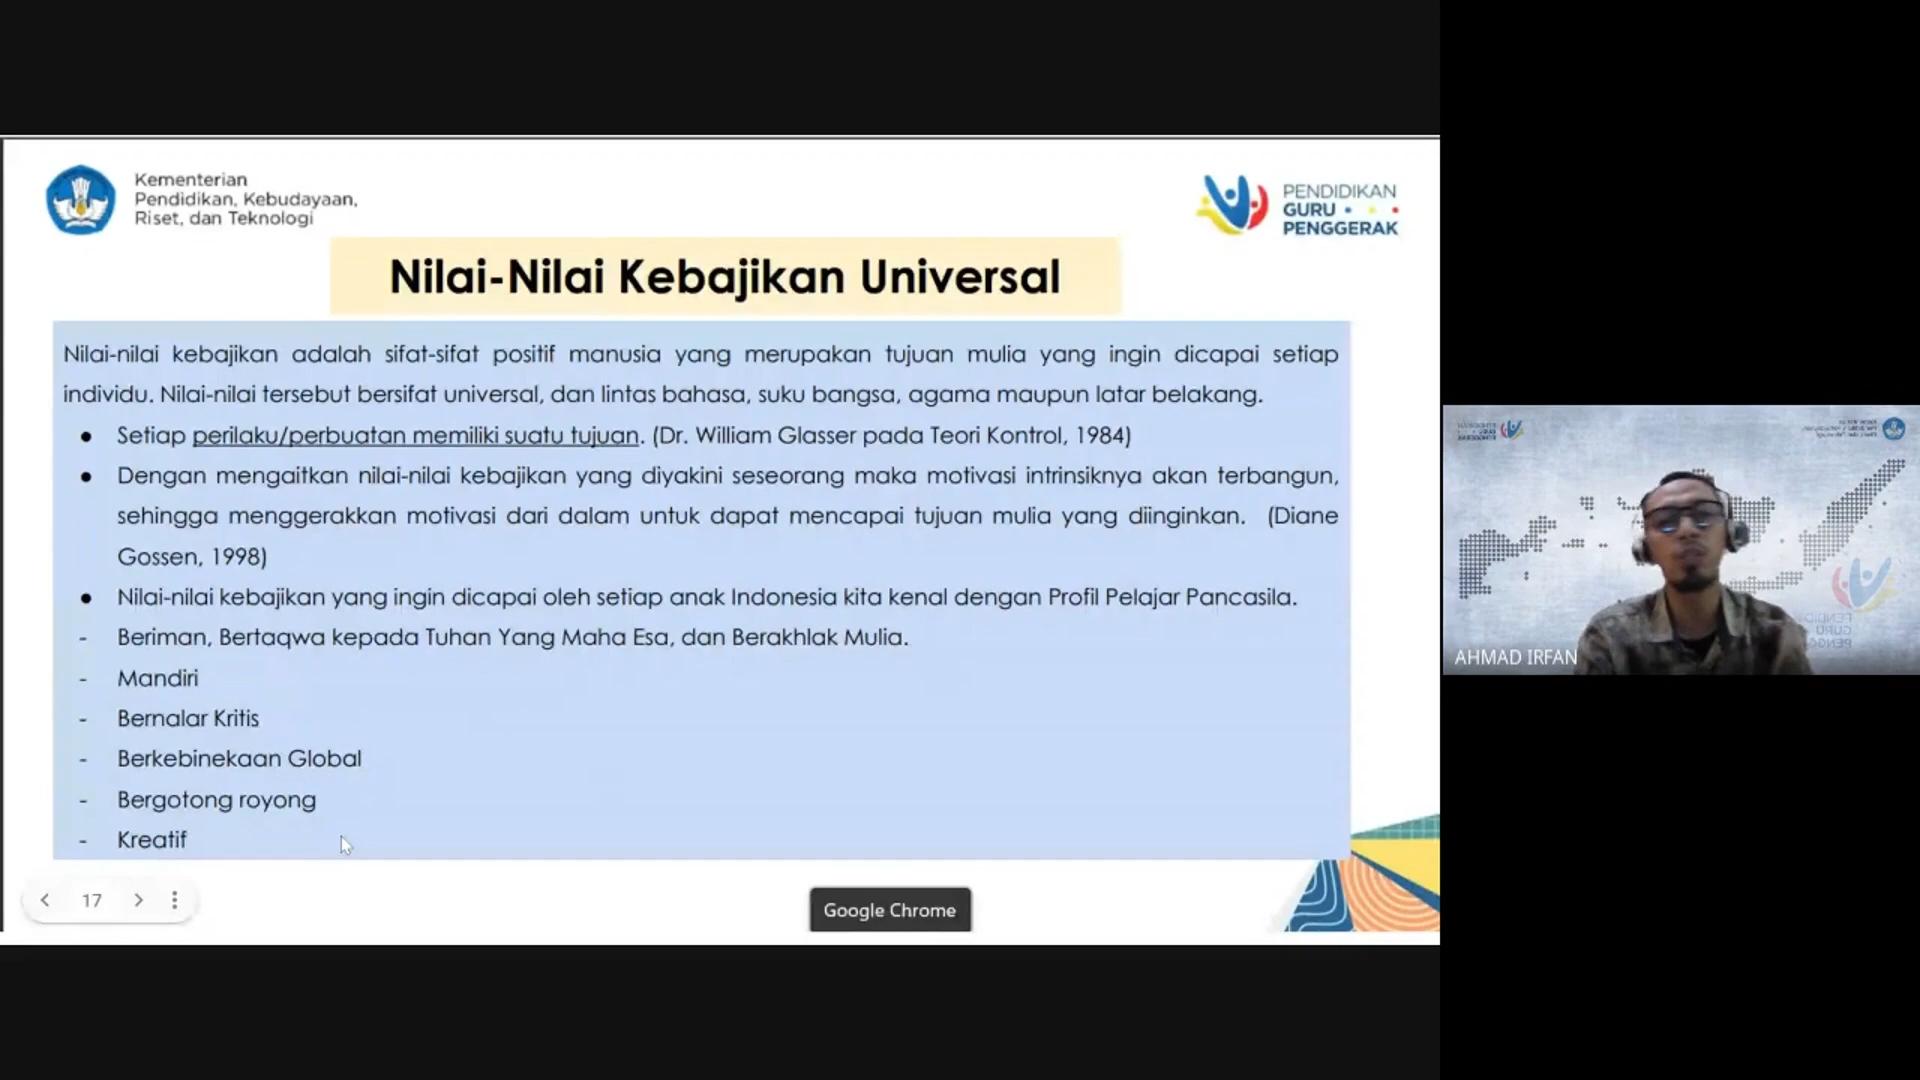 Kementerian
Pendidikan, Kebudayaan,
Riset, dan Teknologi
PENDIDIKAN
GURU
PENGGERAK
Nilai-Nilai Kebajikan Universal
Nilai-nilai kebajikan adalah sifat-sifat positif manusia yang merupakan tujuan mulia yang ingin dicapai setiap
individu. Nilai-nilai tersebut bersifat universal, dan lintas bahasa, suku bangsa, agama maupun latar belakang.
● Setiap perilaku/perbuatan memiliki suatu tujuan. (Dr. William Glasser pada Teori Kontrol, 1984)
● Dengan mengaitkan nilai-nilai kebajikan yang diyakini seseorang maka motivasi intrinsiknya akan terbangun,
sehingga menggerakkan motivasi dari dalam untuk dapat mencapai tujuan mulia yang diinginkan. (Diane
Gossen, 1998)
● Nilai-nilai kebajikan yang ingin dicapai oleh setiap anak Indonesia kita kenal dengan Profil Pelajar Pancasila.
- Beriman, Bertaqwa kepada Tuhan Yang Maha Esa, dan Berakhlak Mulia.
- Mandiri
- Bernalar Kritis
- Berkebinekaan Global
- Bergotong royong
- Kreatif
17
Google Chrome
AHMAD IRFAN